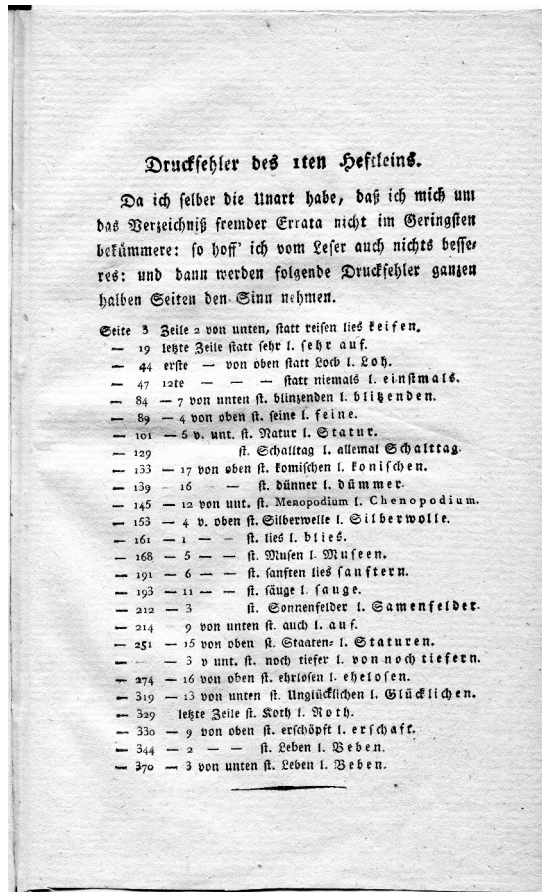 Druckfehler des 1ten Heftleins.
Da ich selber die Unart habe, daß ich mich um
das Verzeichniß fremder Errata nicht im Geringsten
bekümmere: so hoff' ich vom Leser auch nichts besse-
res: und dann werden folgende Druckfehler ganzen
halben Seiten den Sinn nehmen.
Seite 3 Zeile 2 von unten, statt reisen lies keifen.
— 19 letzte Zeile statt sehr l. sehr auf.
— 44 erste — von oben statt Loch l. Loh.
— 47 12te — — — statt niemals l. einstmals.
— 84 — 7 von unten st. blinzenden l. blitzenden.
— 89 — 4 von oben st. seine l. feine.
— 101 — 5 v. unt. st. Natur l. Statur.
— 129 st. Schalltag l. allemal Schalttag.
— 133 — 17 von oben st. komischen l. konischen.
— 139 - 16 — — st. dünner l. dümmer.
— 145 — 12 von unt. st. Menopodium l. Chenopodium.
— 153 — 4 v. oben st. Silberwelle l. Silberwolle.
— 161 — 1 — — st. lies l. blies.
— 168 — 5 — — st. Musen l. Museen.
— 191 — 6 — — st. sanften lies sanftern.
— 193 — 11 — — st. säuge l. sauge.
— 212 — 3 st. Sonnenfelder l. Samenfelder.
— 214 9 von unten st. auch l. auf.
— 251 — 15 von oben st. Staaten- l. Staturen.
— - — 3 v unt. st. noch tiefer l. von noch tiefern.
— 274 — 16 von oben st. ehrlosen l. ehelosen.
— 319 — 13 von unten st. Unglücklichen l. Glücklichen.
— 329 letzte Zeile st. Koth l. Roth.
— 330 — 9 von oben st. erschöpft l. erschaft.
— 344 — 2 — — st. Leben l. Beben.
— 370 — 3 von unten st. Leben l. Beben.